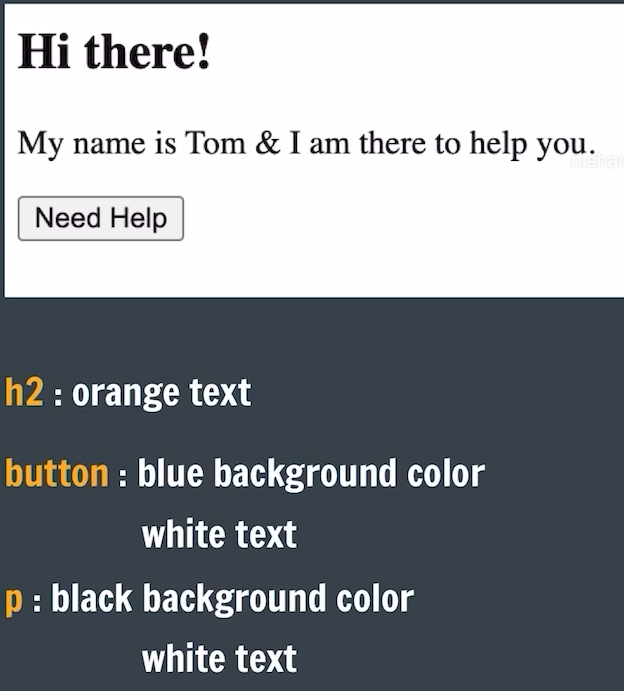 Hi there!
My name is Tom & I am there to help you.
Need Help
h2 : orange text
button : blue background color
white text
p : black background color
white text